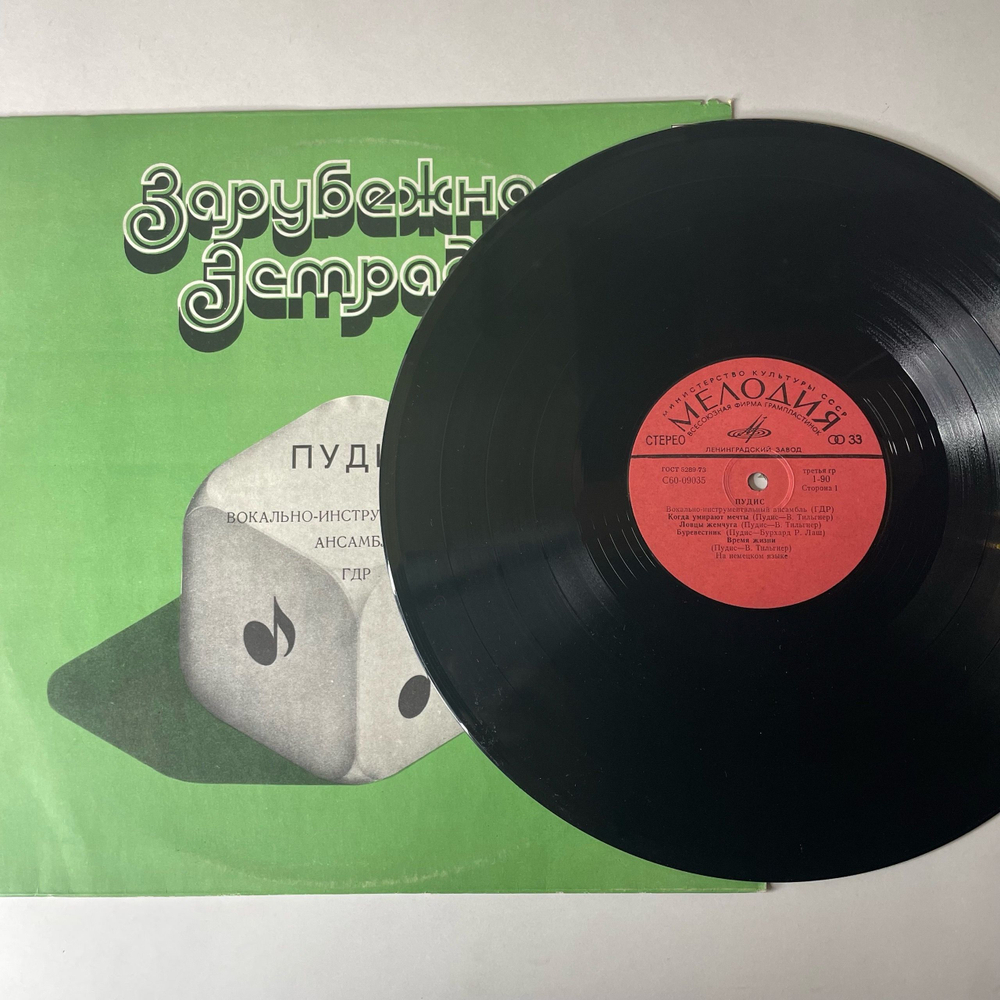 Зарубежная
Эстрад
ПУДИ
ВОКАЛЬНО-ИНСТРУ
АНСАМБ
ГДР
МИНИСТЕРСТВО КУЛЬТУРЫ СССР
МЕЛОДИЯ
ВСЕСОЮЗНАЯ ФИРМА ГРАМПЛАСТИНОК
СТЕРЕО 33
ЛЕНИНГРАДСКИЙ ЗАВОД
ГОСТ 5289-73 третья гр
С60-09035 1-90
Сторона 1
ПУДИС
Вокально-инструментальный ансамбль (ГДР)
Когда умирают мечты (Пудис—В. Тильгнер)
Ловцы жемчуга (Пудис—В. Тильгнер)
Буревестник (Пудис—Бурхард Р. Лаш)
Время жизни
(Пудис—В. Тильгнер)
На немецком языке